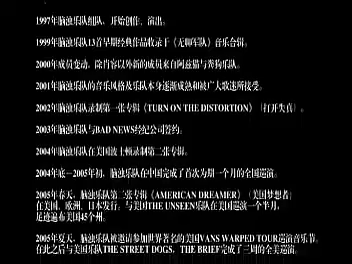 1997年脑浊乐队组队、开始创作、演出。
1999年脑浊乐队13首早期经典作品收录于《无聊军队》音乐合辑。
2000年成员变动，除肖容以外新的成员来自阿兹猫与粪狗乐队。
2001年脑浊乐队的音乐风格及乐队本身逐渐成熟和被广大歌迷所接受。
2002年脑浊乐队录制第一张专辑《TURN ON THE DISTORTION》〔打开失真〕。
2003年脑浊乐队与BAD NEWS经纪公司签约。
2004年脑浊乐队在美国波士顿录制第二张专辑。
2004年底—2005年初，脑浊乐队在中国完成了首次为期一个月的全国巡演。
2005年春天，脑浊乐队第二张专辑《AMERICAN DREAMER》〔美国梦想者〕
在美国，欧洲，日本发行。与美国THE UNSEEN乐队在美国巡演一个半月，
足迹遍布美国45个州。
2005年夏天，脑浊乐队被邀请参加世界著名的美国VANS WARPED TOUR巡演音乐节。
在此之后与美国乐队THE STREET DOGS，THE BRIEF完成了三周的全美巡演。